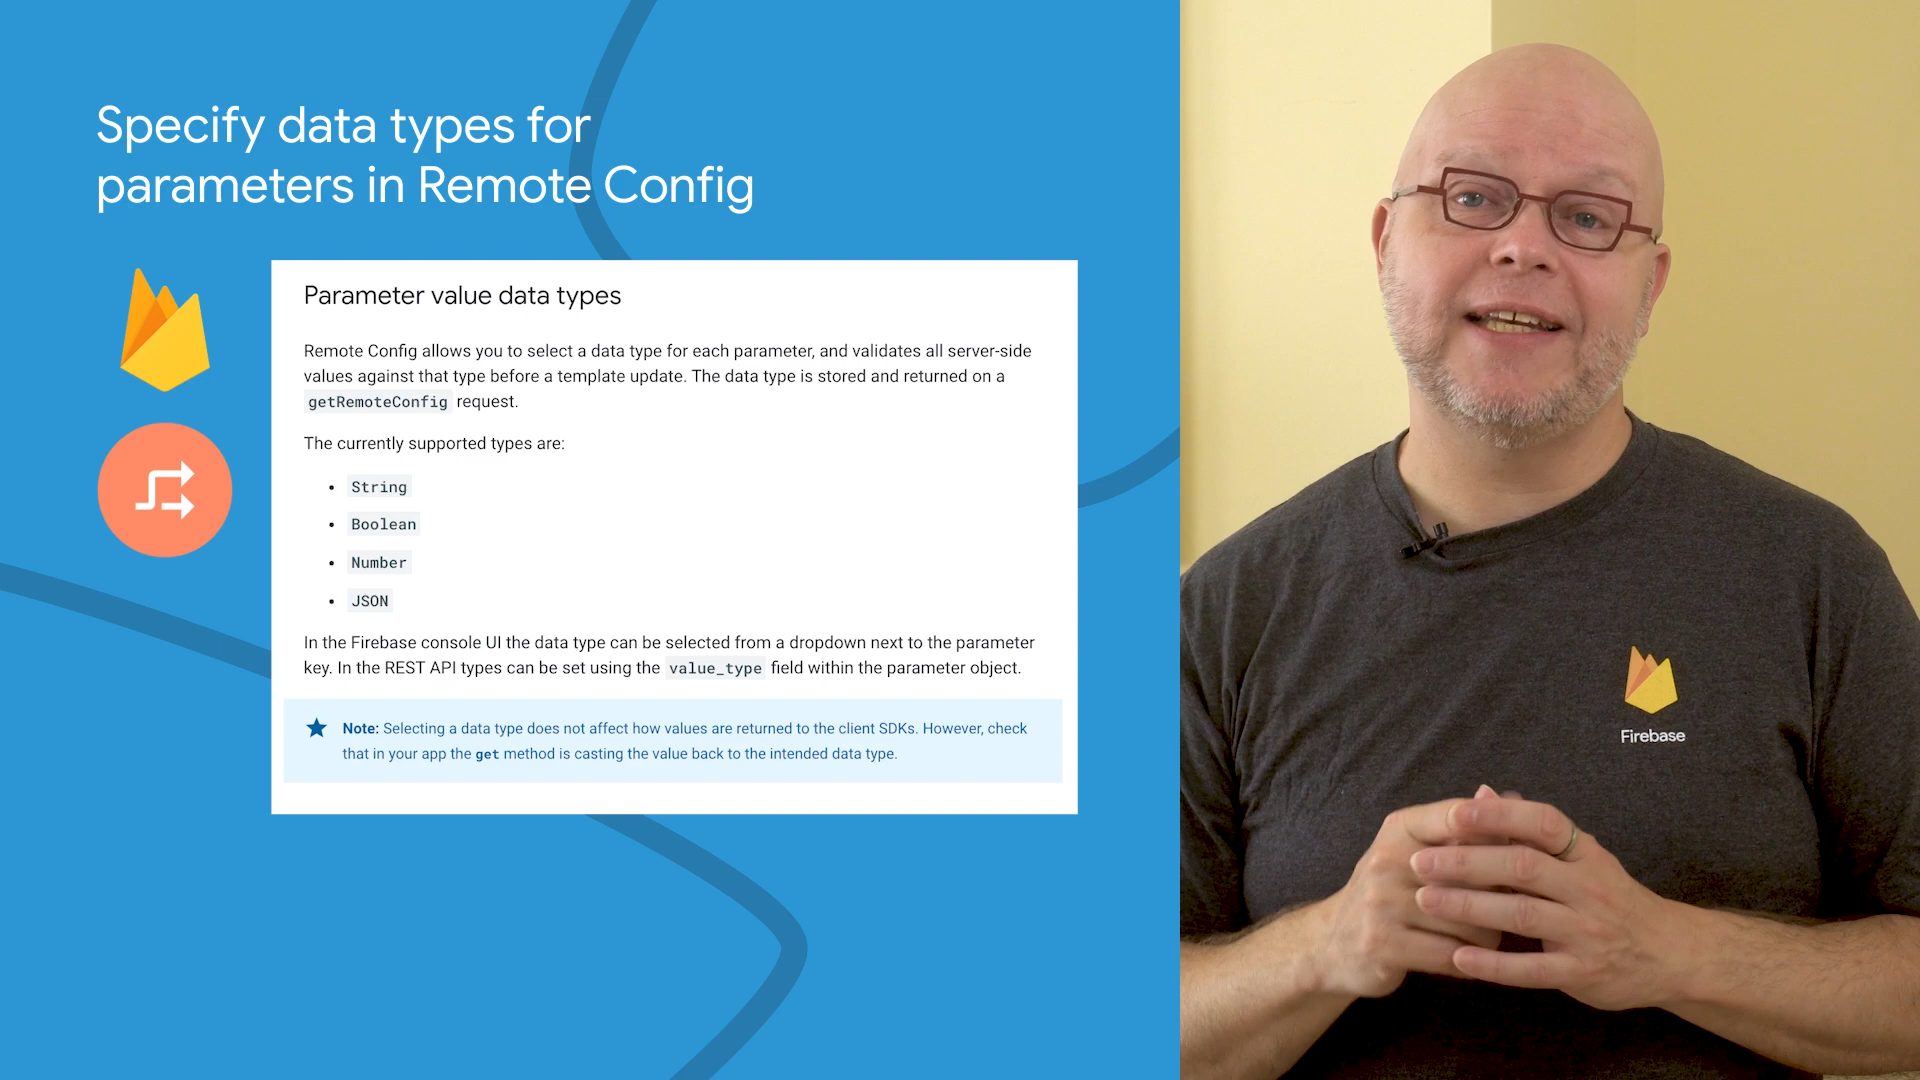 Specify data types for
parameters in Remote Config
Parameter value data types
Remote Config allows you to select a data type for each parameter, and validates all server-side
values against that type before a template update. The data type is stored and returned on a
getRemoteConfig request.
The currently supported types are:
• String
• Boolean
• Number
• JSON
In the Firebase console UI the data type can be selected from a dropdown next to the parameter
key. In the REST API types can be set using the value_type field within the parameter object.
Note: Selecting a data type does not affect how values are returned to the client SDKs. However, check
that in your app the get method is casting the value back to the intended data type.
Firebase